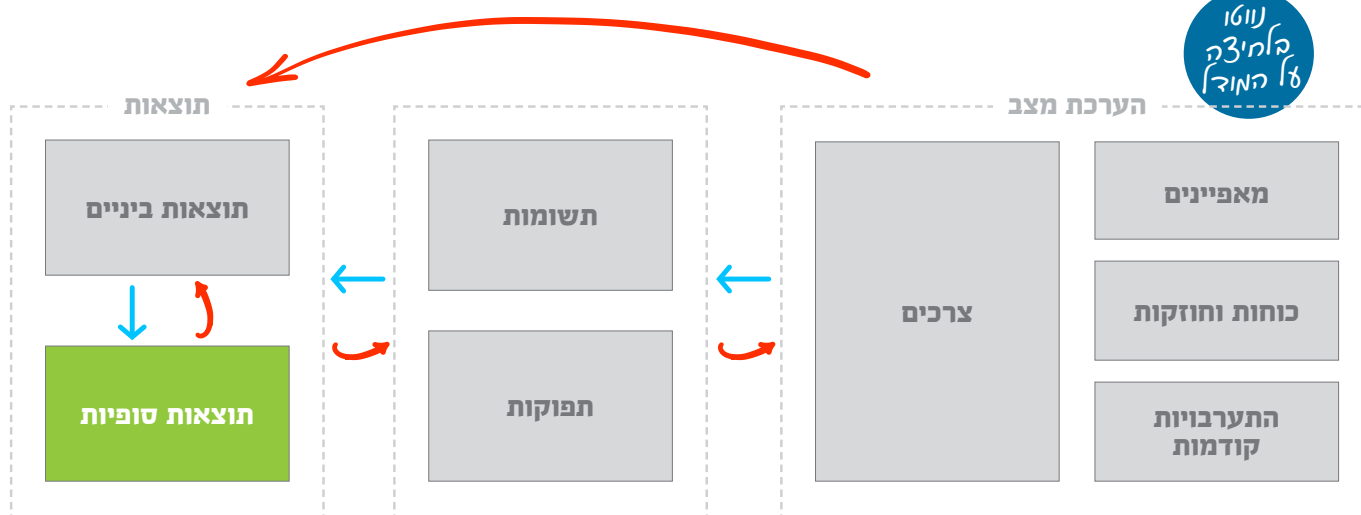 נווטו
בלחיצה
על המודל
הערכת מצב
מאפיינים
כוחות וחוזקות
התערבויות
קודמות
צרכים
תשומות
תפוקות
תוצאות
תוצאות ביניים
תוצאות סופיות